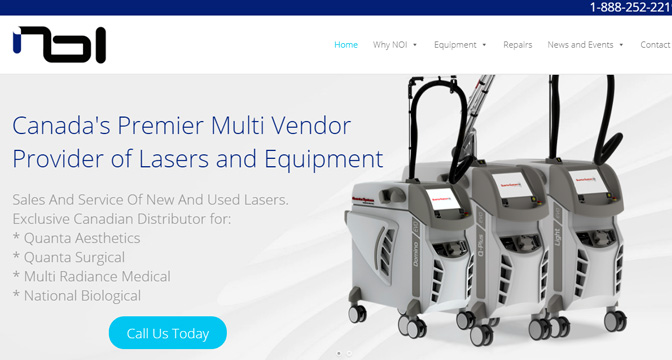 1-888-252-221
NOI
Home Why NOI Equipment Repairs News and Events Contact
Canada's Premier Multi Vendor
Provider of Lasers and Equipment
Sales And Service Of New And Used Lasers.
Exclusive Canadian Distributor for:
* Quanta Aesthetics
* Quanta Surgical
* Multi Radiance Medical
* National Biological
Call Us Today
Q-Plus
Light